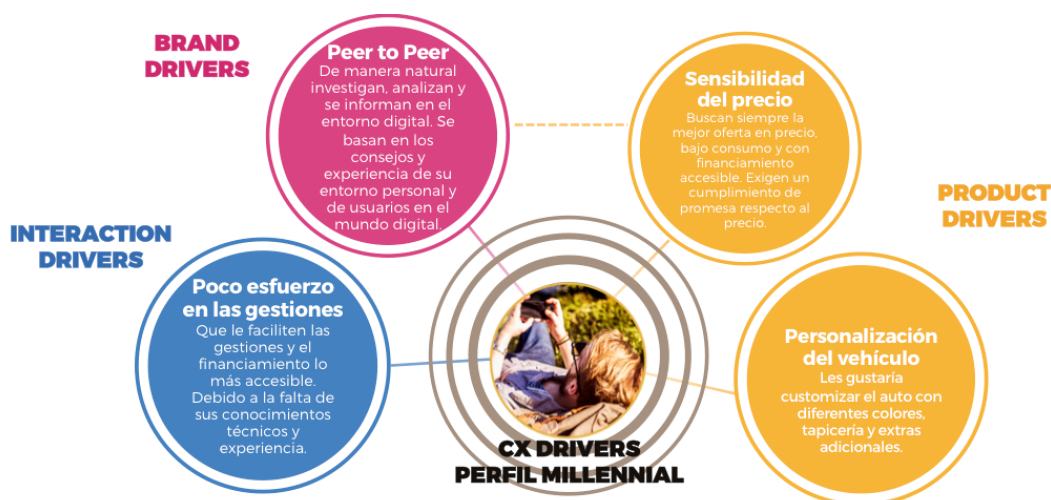 BRAND
DRIVERS
Peer to Peer
De manera natural
investigan, analizan y
se informan en el
entorno digital. Se
basan en los
consejos y
experiencia de su
entorno personal y
de usuarios en el
mundo digital.
Sensibilidad
del precio
Buscan siempre la
mejor oferta en precio,
bajo consumo y con
financiamiento
accesible. Exigen un
cumplimiento de
promesa respecto al
precio.
PRODUCT
DRIVERS
INTERACTION
DRIVERS
Poco esfuerzo
en las gestiones
Que le faciliten las
gestiones y el
financiamiento lo
más accesible.
Debido a la falta de
sus conocimientos
técnicos y
experiencia.
Personalización
del vehículo
Les gustaría
customizar el auto con
diferentes colores,
tapicería y extras
adicionales.
CX DRIVERS
PERFIL MILLENNIAL